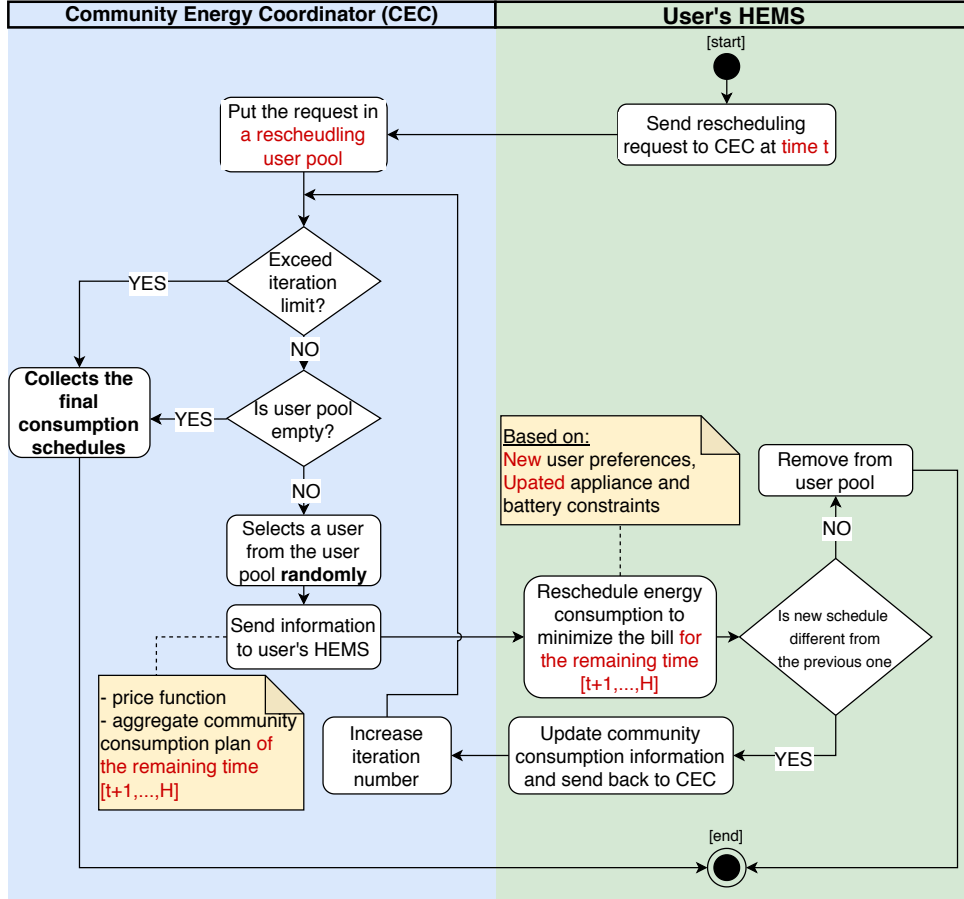 Community Energy Coordinator (CEC)
User's HEMS
[start]
Send rescheduling
request to CEC at time t
Put the request in
a rescheudling
user pool
Exceed
iteration
limit?
YES
NO
Collects the
final
consumption
schedules
Is user pool
empty?
YES
NO
Selects a user
from the user
pool randomly
Send information
to user's HEMS
- price function
- aggregate community
consumption plan of
the remaining time
[t+1,...,H]
Based on:
New user preferences,
Upated appliance and
battery constraints
Reschedule energy
consumption to
minimize the bill for
the remaining time
[t+1,...,H]
Is new schedule
different from
the previous one
NO
Remove from
user pool
YES
Update community
consumption information
and send back to CEC
Increase
iteration
number
[end]